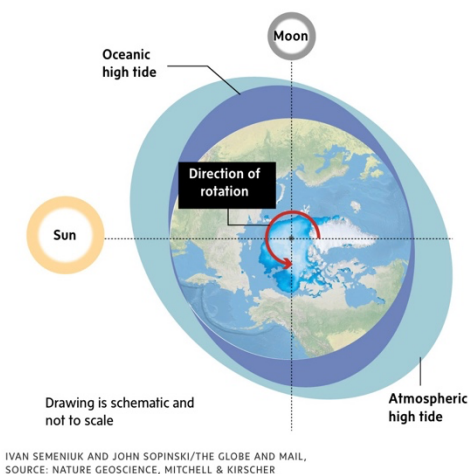 Moon
Oceanic
high tide
Direction of
rotation
Sun
Atmospheric
high tide
Drawing is schematic and
not to scale
IVAN SEMENIUK AND JOHN SOPINSKI/THE GLOBE AND MAIL,
SOURCE: NATURE GEOSCIENCE, MITCHELL & KIRSCHER